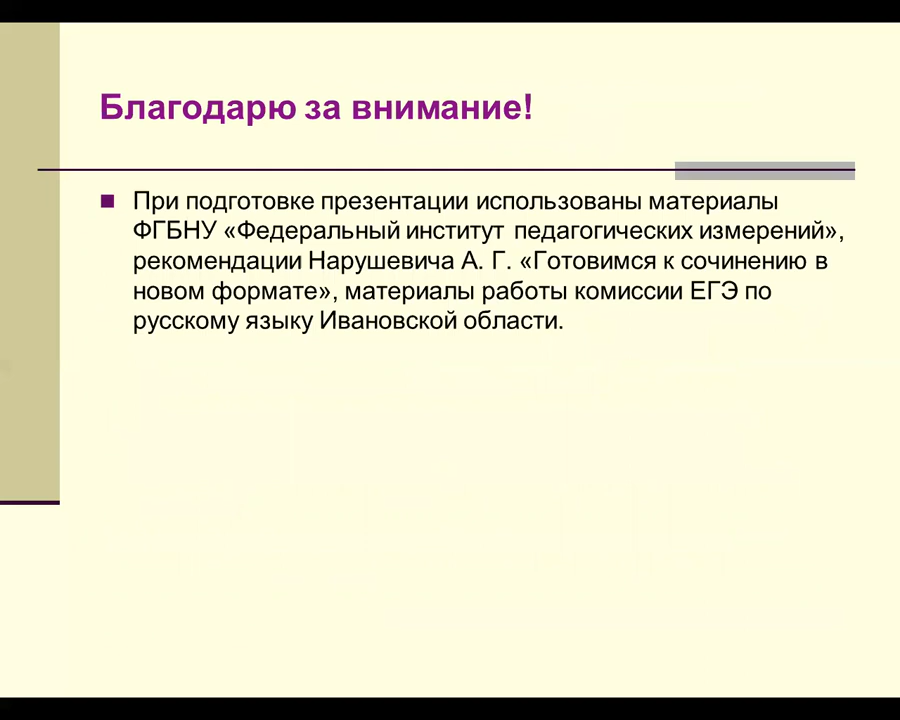 Благодарю за внимание!
При подготовке презентации использованы материалы
ФГБНУ «Федеральный институт педагогических измерений»,
рекомендации Нарушевича А. Г. «Готовимся к сочинению в
новом формате», материалы работы комиссии ЕГЭ по
русскому языку Ивановской области.